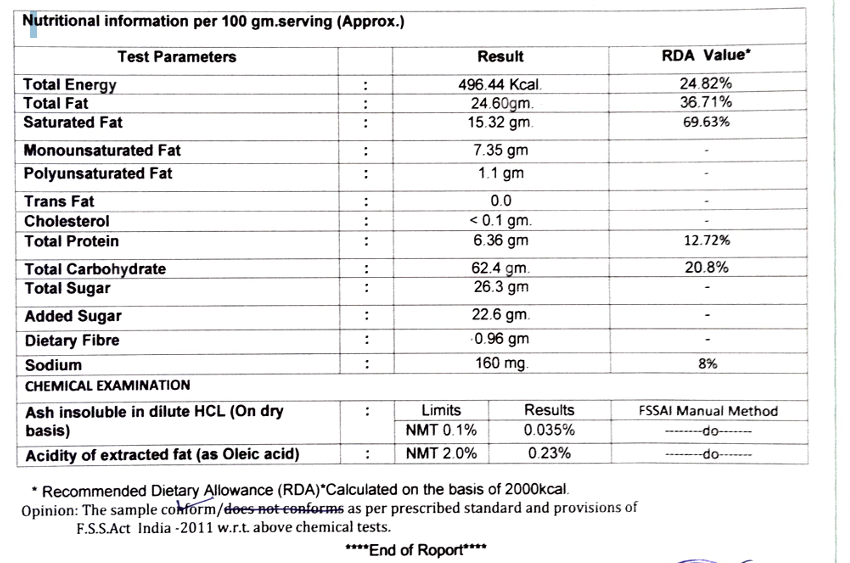 Nutritional information per 100 gm.serving (Approx.)
Test Parameters Result RDA Value*
Total Energy : 496.44 Kcal. 24.82%
Total Fat : 24.60gm. 36.71%
Saturated Fat : 15.32 gm. 69.63%
Monounsaturated Fat : 7.35 gm -
Polyunsaturated Fat : 1.1 gm -
Trans Fat : 0.0 -
Cholesterol : < 0.1 gm. -
Total Protein : 6.36 gm 12.72%
Total Carbohydrate : 62.4 gm. 20.8%
Total Sugar : 26.3 gm -
Added Sugar : 22.6 gm. -
Dietary Fibre : 0.96 gm -
Sodium : 160 mg. 8%
CHEMICAL EXAMINATION
Ash insoluble in dilute HCL (On dry : Limits Results FSSAI Manual Method
basis) NMT 0.1% 0.035% -------do-------
Acidity of extracted fat (as Oleic acid) : NMT 2.0% 0.23% -------do-------
* Recommended Dietary Allowance (RDA)*Calculated on the basis of 2000kcal.
Opinion: The sample conform/does not conforms as per prescribed standard and provisions of
F.S.S.Act India -2011 w.r.t. above chemical tests.
****End of Roport****